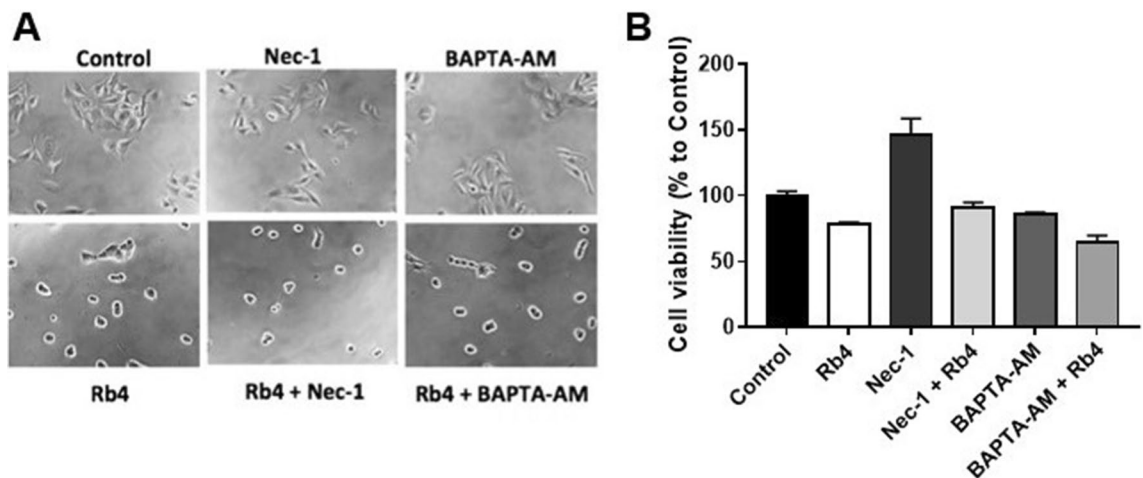 A
Control
Nec-1
BAPTA-AM
Rb4
Rb4 + Nec-1
Rb4 + BAPTA-AM
B
Cell viability (% to Control)
200
150
100
50
0
Control
Rb4
Nec-1
Nec-1 + Rb4
BAPTA-AM
BAPTA-AM + Rb4